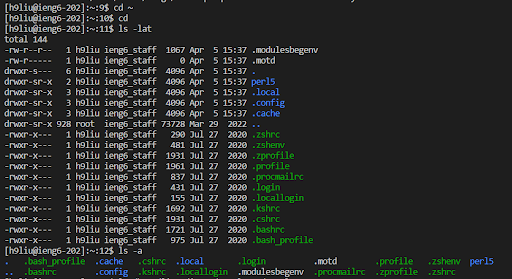 [h9liu@ieng6-202]:~:9$ cd ~
[h9liu@ieng6-202]:~:10$ cd
[h9liu@ieng6-202]:~:11$ ls -lat
total 144
-rw-r--r--   1 h9liu ieng6_staff  1067 Apr  5 15:37 .modulesbegenv
-rw-r-----   1 h9liu ieng6_staff     0 Apr  5 15:37 .motd
drwxr-s---   6 h9liu ieng6_staff  4096 Apr  5 15:37 .
drwxr-sr-x   2 h9liu ieng6_staff  4096 Apr  5 15:37 perl5
drwxr-sr-x   3 h9liu ieng6_staff  4096 Apr  5 15:37 .local
drwxr-sr-x   3 h9liu ieng6_staff  4096 Apr  5 15:37 .config
drwxr-sr-x   3 h9liu ieng6_staff  4096 Apr  5 15:37 .cache
drwxr-sr-x 928 root  ieng6_staff 73728 Mar 29  2022 ..
-rwxr-x---   1 h9liu ieng6_staff   290 Jul 27  2020 .zshrc
-rwxr-x---   1 h9liu ieng6_staff   481 Jul 27  2020 .zshenv
-rwxr-x---   1 h9liu ieng6_staff  1931 Jul 27  2020 .zprofile
-rwxr-x---   1 h9liu ieng6_staff  1961 Jul 27  2020 .profile
-rwxr-x---   1 h9liu ieng6_staff   837 Jul 27  2020 .procmailrc
-rwxr-x---   1 h9liu ieng6_staff   431 Jul 27  2020 .login
-rwxr-x---   1 h9liu ieng6_staff   155 Jul 27  2020 .locallogin
-rwxr-x---   1 h9liu ieng6_staff  1692 Jul 27  2020 .kshrc
-rwxr-x---   1 h9liu ieng6_staff  1931 Jul 27  2020 .cshrc
-rwxr-x---   1 h9liu ieng6_staff  1721 Jul 27  2020 .bashrc
-rwxr-x---   1 h9liu ieng6_staff   975 Jul 27  2020 .bash_profile
[h9liu@ieng6-202]:~:12$ ls -a
.   .bash_profile  .cache   .cshrc  .local       .login          .motd        .profile   .zshenv  perl5
..  .bashrc        .config  .kshrc  .locallogin  .modulesbegenv  .procmailrc  .zprofile  .zshrc